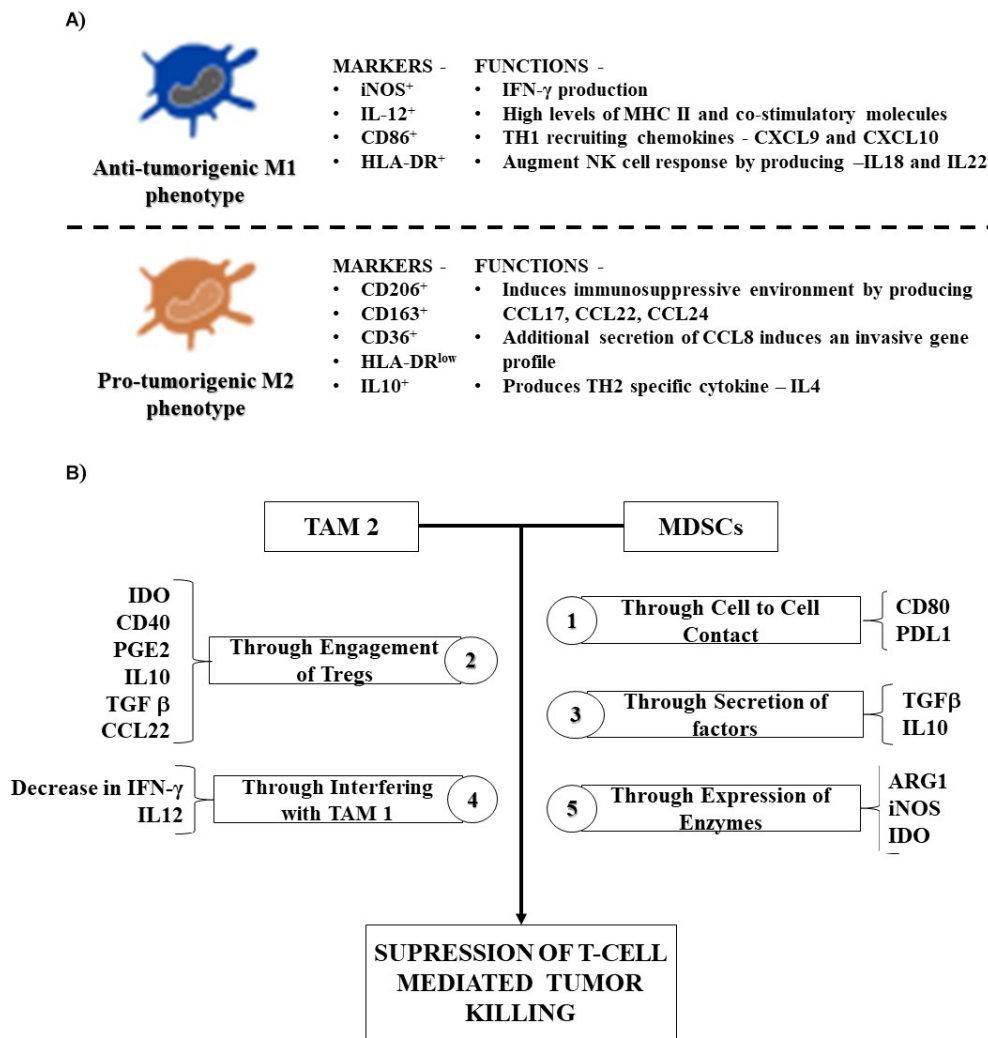 A)
Anti-tumorigenic M1
phenotype
MARKERS -
• iNOS⁺
• IL-12⁺
• CD86⁺
• HLA-DR⁺
FUNCTIONS -
• IFN-γ production
• High levels of MHC II and co-stimulatory molecules
• TH1 recruiting chemokines - CXCL9 and CXCL10
• Augment NK cell response by producing –IL18 and IL22
Pro-tumorigenic M2
phenotype
MARKERS -
• CD206⁺
• CD163⁺
• CD36⁺
• HLA-DRˡᵒʷ
• IL10⁺
FUNCTIONS -
• Induces immunosuppressive environment by producing
CCL17, CCL22, CCL24
• Additional secretion of CCL8 induces an invasive gene
profile
• Produces TH2 specific cytokine – IL4
B)
TAM 2
MDSCs
1
Through Cell to Cell
Contact
CD80
PDL1
IDO
CD40
PGE2
IL10
TGF β
CCL22
Through Engagement
of Tregs
2
3
Through Secretion of
factors
TGFβ
IL10
Decrease in IFN-γ
IL12
Through Interfering
with TAM 1
4
5
Through Expression of
Enzymes
ARG1
iNOS
IDO
SUPRESSION OF T-CELL
MEDIATED TUMOR
KILLING